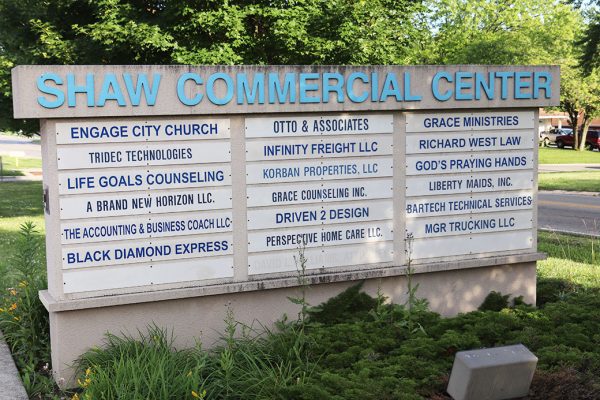 SHAW COMMERCIAL CENTER
ENGAGE CITY CHURCH
TRIDEC TECHNOLOGIES
LIFE GOALS COUNSELING
A BRAND NEW HORIZON LLC.
THE ACCOUNTING & BUSINESS COACH LLC
BLACK DIAMOND EXPRESS
OTTO & ASSOCIATES
INFINITY FREIGHT LLC
KORBAN PROPERTIES, LLC
GRACE COUNSELING INC.
DRIVEN 2 DESIGN
PERSPECTIVE HOME CARE LLC.
GRACE MINISTRIES
RICHARD WEST LAW
GOD'S PRAYING HANDS
LIBERTY MAIDS, INC.
BARTECH TECHNICAL SERVICES
MGR TRUCKING LLC